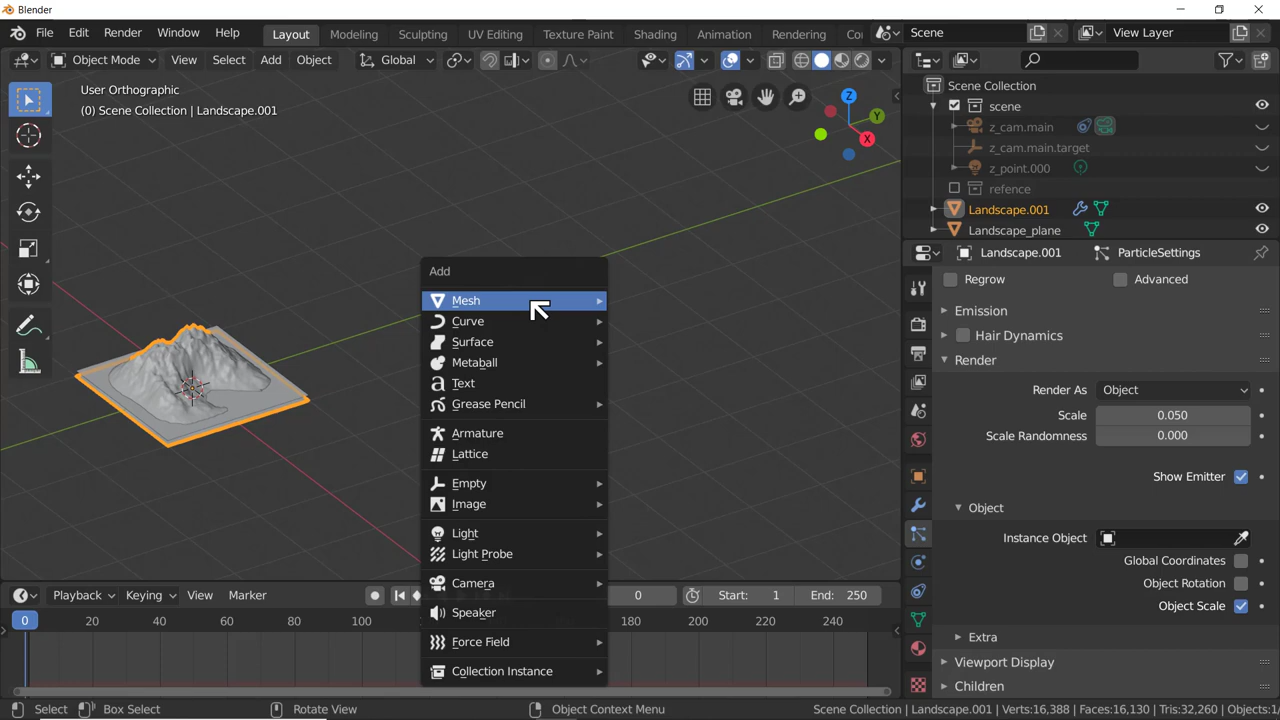 Blender
File Edit Render Window Help Layout Modeling Sculpting UV Editing Texture Paint Shading Animation Rendering Co Scene View Layer
Object Mode View Select Add Object Global
User Orthographic
(0) Scene Collection | Landscape.001
Z
Y
X
Scene Collection
scene
z_cam.main
z_cam.main.target
z_point.000
refence
Landscape.001
Landscape_plane
Landscape.001 ParticleSettings
Regrow Advanced
Emission
Hair Dynamics
Render
Render As Object
Scale 0.050
Scale Randomness 0.000
Show Emitter
Object
Instance Object
Global Coordinates
Object Rotation
Object Scale
Extra
Viewport Display
Children
Add
Mesh
Curve
Surface
Metaball
Text
Grease Pencil
Armature
Lattice
Empty
Image
Light
Light Probe
Camera
Speaker
Force Field
Collection Instance
Playback Keying View Marker 0 Start: 1 End: 250
0 20 40 60 80 100 180 200 220 240
Select Box Select Rotate View Object Context Menu Scene Collection | Landscape.001 | Verts:16,388 | Faces:16,130 | Tris:32,260 | Objects:1/